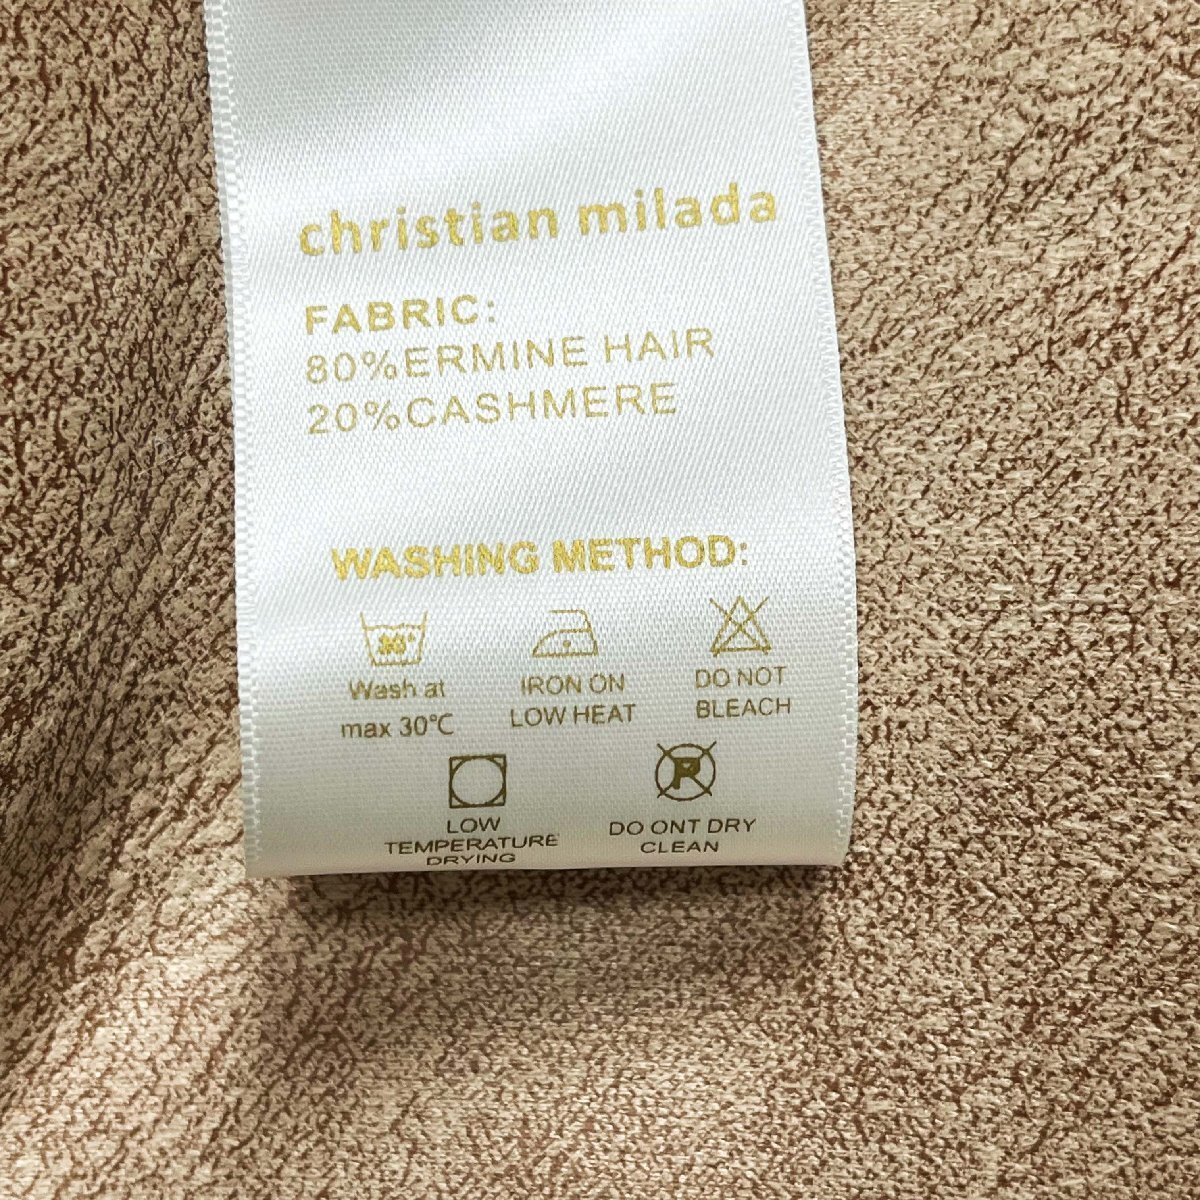 christian milada
FABRIC:
80%ERMINE HAIR
20%CASHMERE
WASHING METHOD:
30°
Wash at
max 30℃
IRON ON
LOW HEAT
DO NOT
BLEACH
LOW
TEMPERATURE
DRYING
P
DO ONT DRY
CLEAN